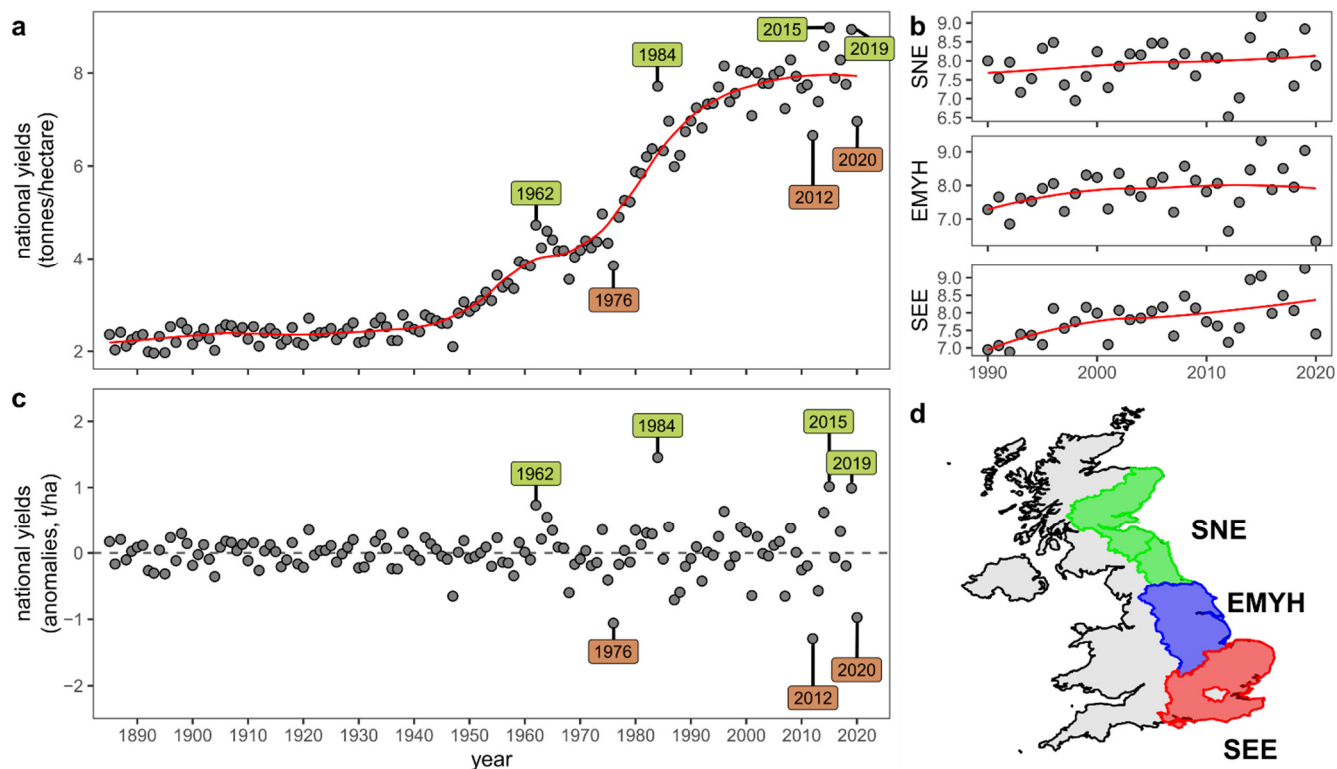 a
national yields
(tonnes/hectare)
8
6
4
2
1962
1984
2015
2019
1976
2012
2020
b
SNE
9.0
8.5
8.0
7.5
7.0
6.5
EMYH
9.0
8.0
7.0
SEE
9.0
8.5
8.0
7.5
7.0
1990 2000 2010 2020
c
national yields
(anomalies, t/ha)
2
1
0
−1
−2
1962
1984
2015
2019
1976
2012
2020
1890 1900 1910 1920 1930 1940 1950 1960 1970 1980 1990 2000 2010 2020
year
d
SNE
EMYH
SEE